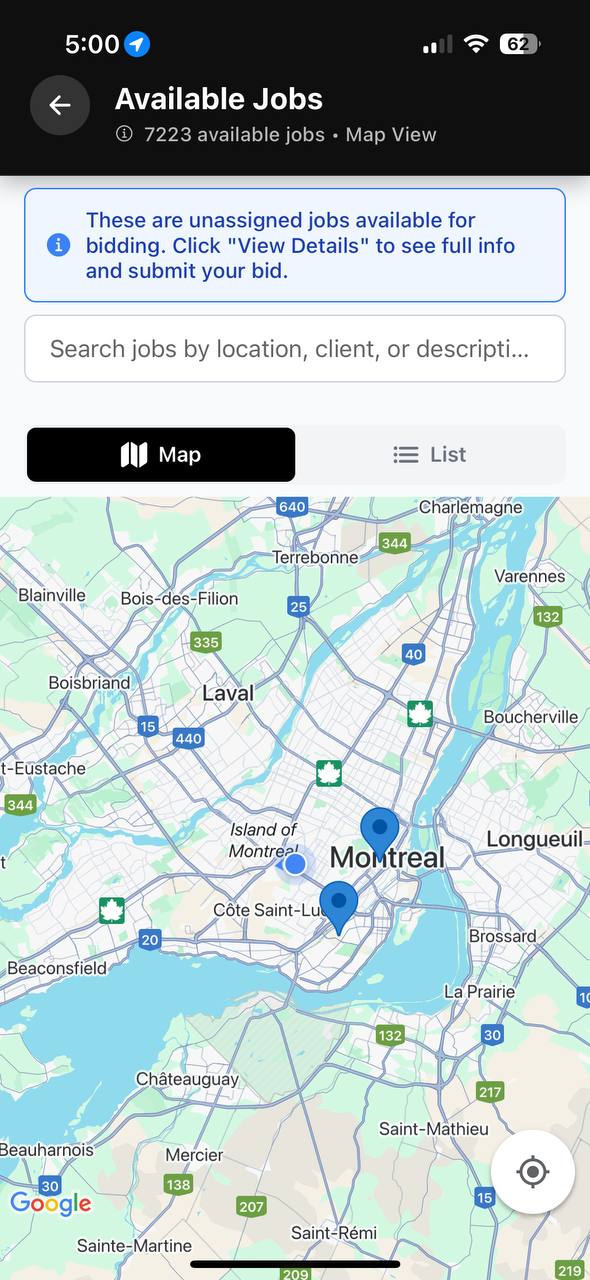 5:00
62
Available Jobs
7223 available jobs • Map View
These are unassigned jobs available for
bidding. Click "View Details" to see full info
and submit your bid.
Search jobs by location, client, or descripti...
Map
List
640
Charlemagne
344
Terrebonne
Varennes
Blainville
Bois-des-Filion
25
132
335
40
Boisbriand
Laval
15
440
Boucherville
t-Eustache
344
Island of
Montreal
Montreal
Longueuil
t
Côte Saint-Lu
20
Brossard
Beaconsfield
La Prairie
10
132
30
Châteauguay
217
Saint-Mathieu
Beauharnois
Mercier
30
138
15
Google
207
Saint-Rémi
Sainte-Martine
209
219